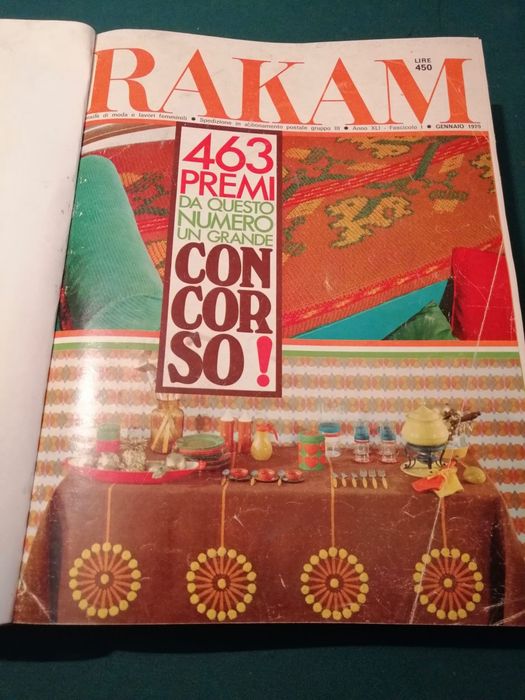 RAKAM
LIRE
450
mensile di moda e lavori femminili ● Spedizione in abbonamento postale gruppo III ● Anno XLI - Fascicolo I ● GENNAIO 1970
463
PREMI
DA QUESTO
NUMERO
UN GRANDE
CON
COR
SO!